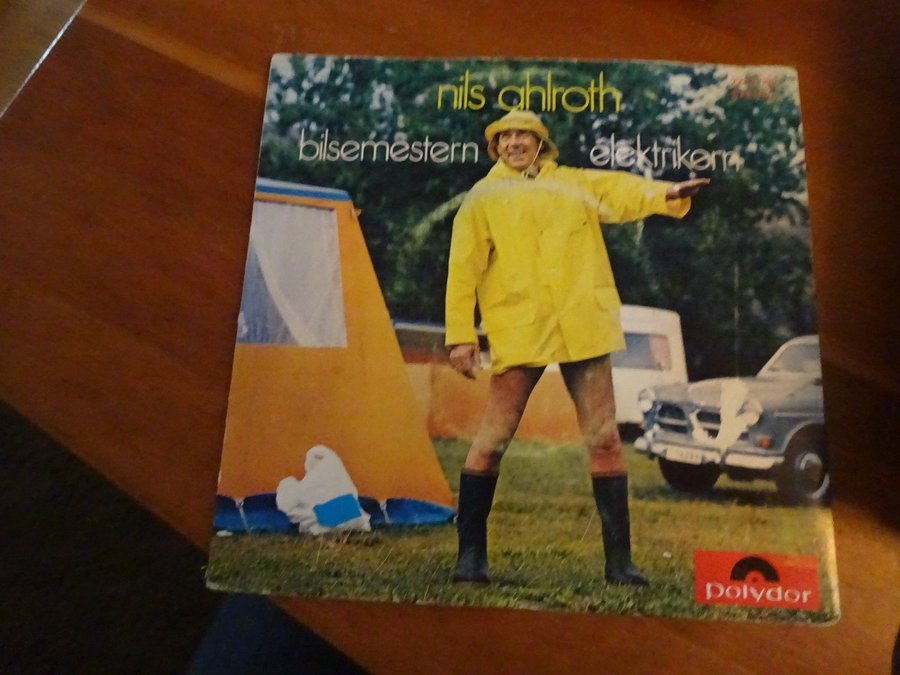 nils ahlroth
bilsemestern elektrikern
polydor